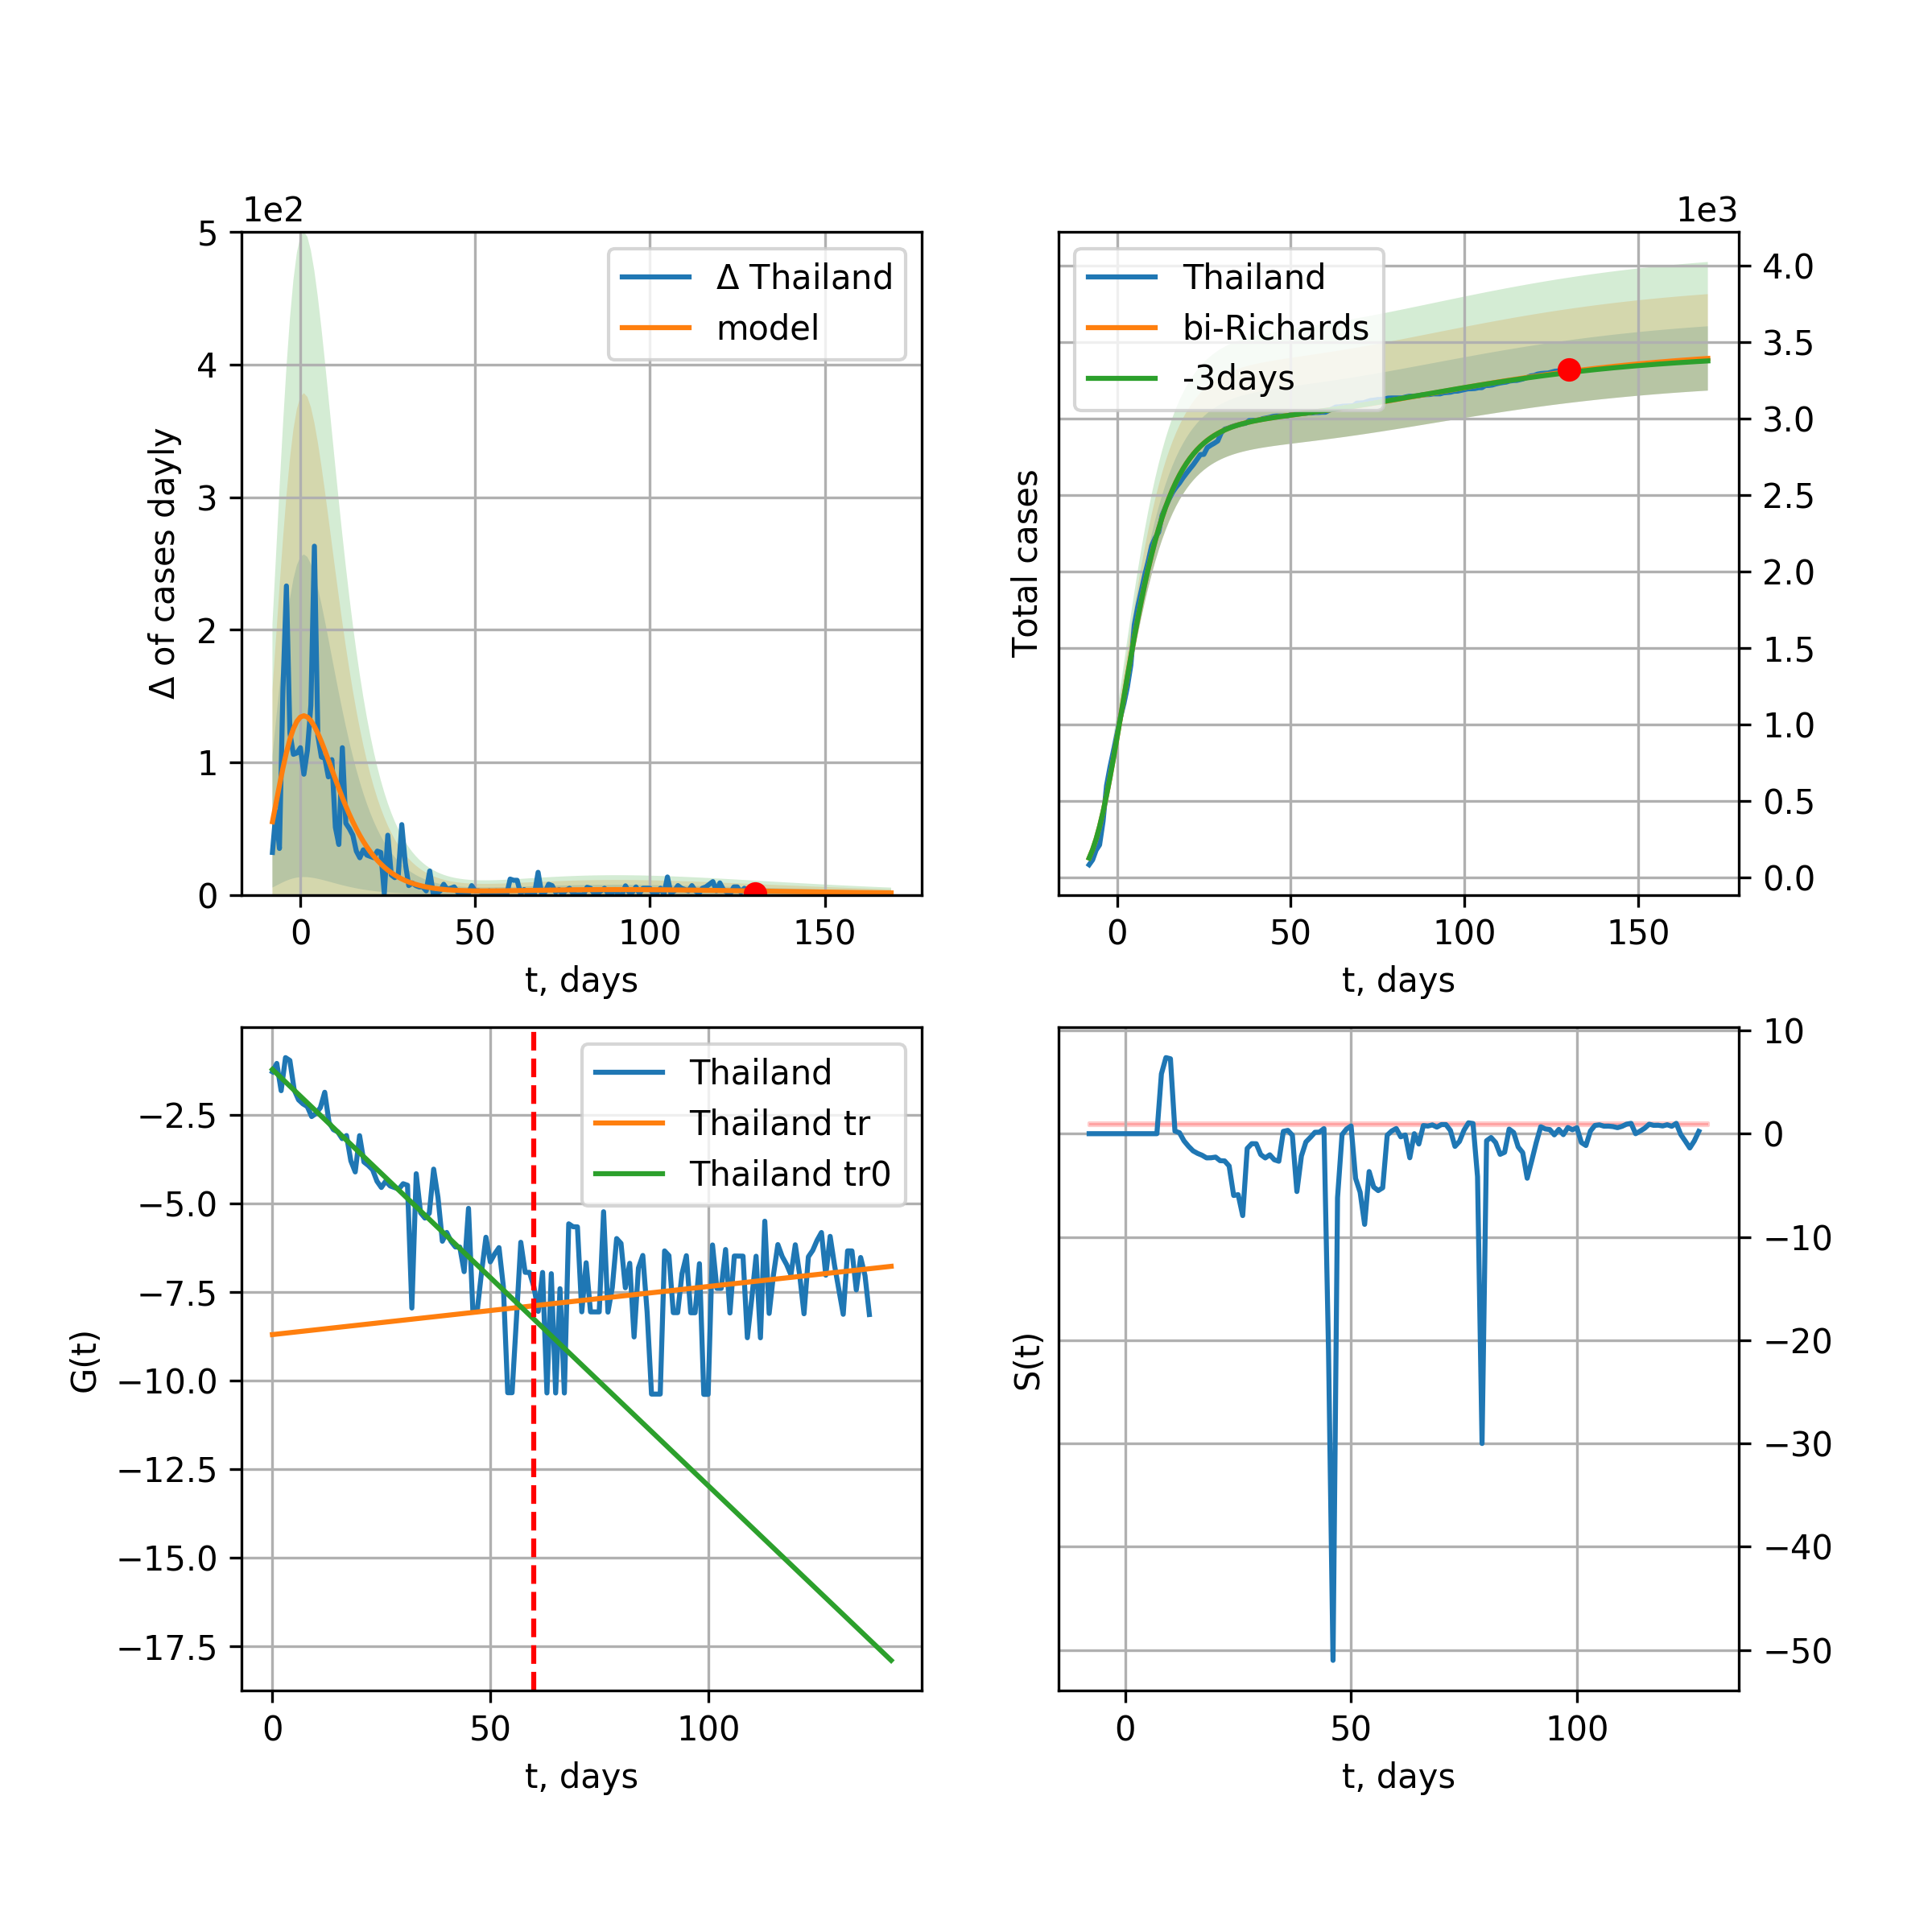 1e2
5
4
3
2
1
0
Δ of cases dayly
Δ Thailand
model
0 50 100 150
t, days
1e3
Thailand
bi-Richards
-3days
Total cases
4.0
3.5
3.0
2.5
2.0
1.5
1.0
0.5
0.0
0 50 100 150
t, days
−2.5
−5.0
−7.5
−10.0
−12.5
−15.0
−17.5
G(t)
Thailand
Thailand tr
Thailand tr0
0 50 100
t, days
S(t)
10
0
−10
−20
−30
−40
−50
0 50 100
t, days